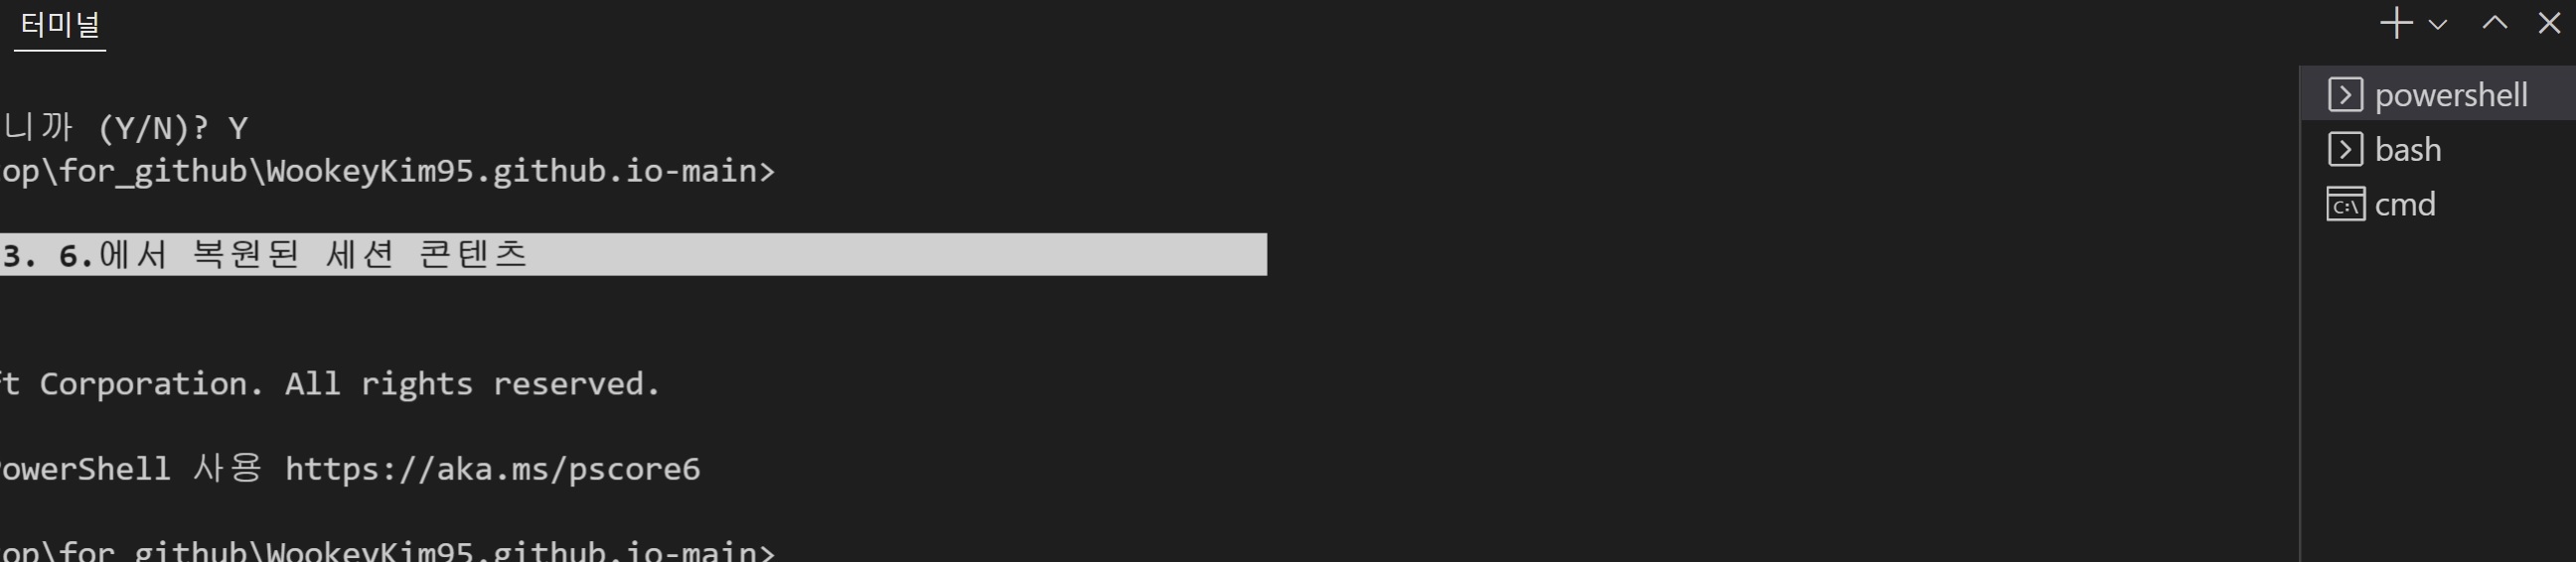 터미널
니까 (Y/N)? Y
op\for_github\WookeyKim95.github.io-main>
3. 6.에서 복원된 세션 콘텐츠
ft Corporation. All rights reserved.
PowerShell 사용 https://aka.ms/pscore6
op\for_github\WookeyKim95.github.io-main>
powershell
bash
C:\ cmd